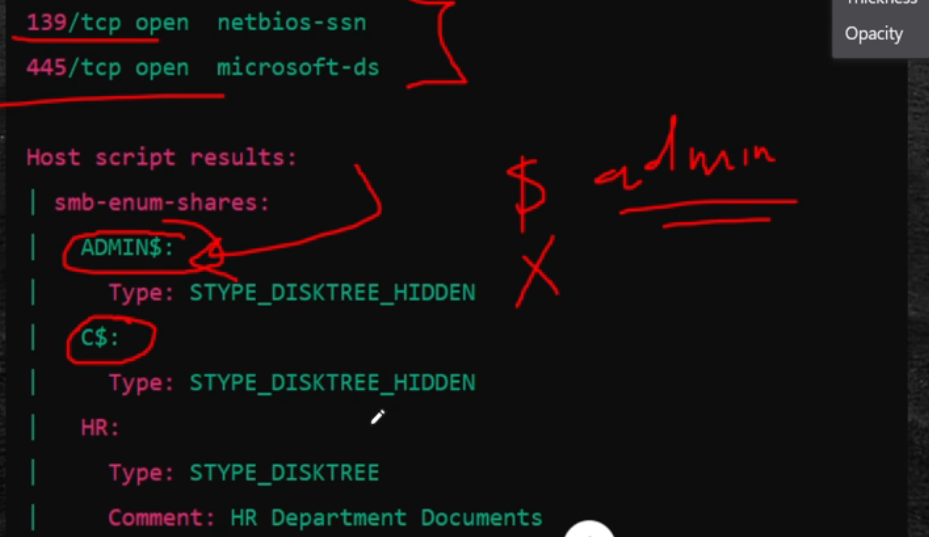 Opacity
139/tcp open netbios-ssn
445/tcp open microsoft-ds
Host script results:
| smb-enum-shares:
| ADMIN$:
| Type: STYPE_DISKTREE_HIDDEN
| C$:
| Type: STYPE_DISKTREE_HIDDEN
| HR:
| Type: STYPE_DISKTREE
| Comment: HR Department Documents
$ admin
X